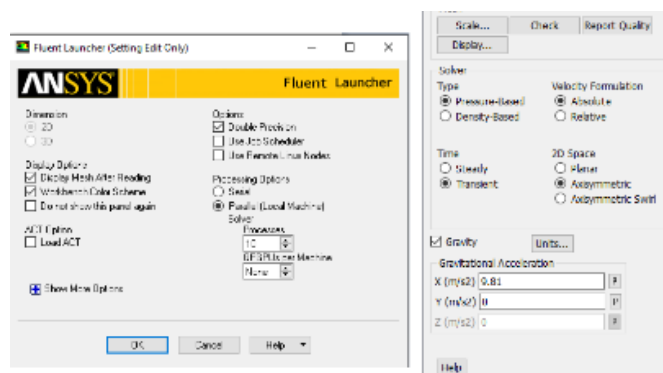 Fluent Launcher (Setting Edit Only)
ANSYS
Fluent Launcher
Dimension
2D
3D
Display Options
Display Mesh After Reading
Workbench Color Scheme
Do not show this panel again
ACT Option
Load ACT
Show More Options
Options
Double Precision
Use Job Scheduler
Use Remote Linux Nodes
Processing Options
Serial
Parallel (Local Machine)
Solver
Processes
10
GPGPUs per Machine
None
OK
Cancel
Help
Scale...
Check
Report Quality
Display...
Solver
Type
Pressure-Based
Density-Based
Velocity Formulation
Absolute
Relative
Time
Steady
Transient
2D Space
Planar
Axisymmetric
Axisymmetric Swirl
Gravity
Units...
Gravitational Acceleration
X (m/s2) 9.81
P
Y (m/s2) 0
P
Z (m/s2) 0
P
Help